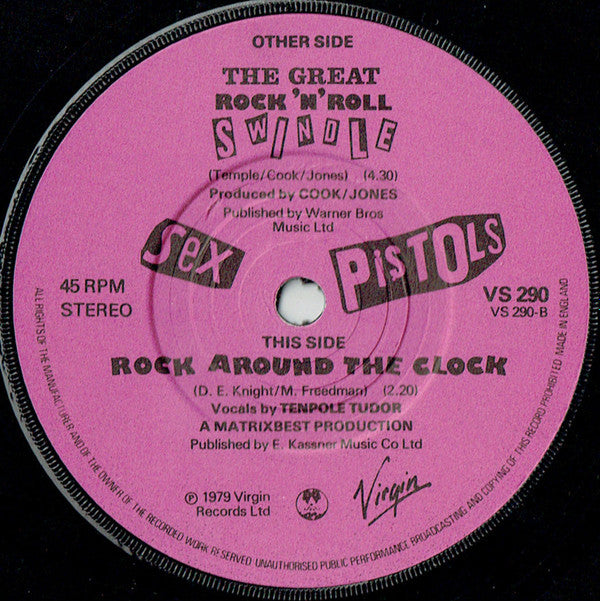 OTHER SIDE
THE GREAT
ROCK 'N' ROLL
SWINDLE
(Temple/Cook/Jones) (4.30)
Produced by COOK/JONES
Published by Warner Bros
Music Ltd
SeX
PiSTOLS
45 RPM
STEREO
VS 290
VS 290-B
THIS SIDE
ROCK AROUND THE CLOCK
(D. E. Knight/M. Freedman) (2.20)
Vocals by TENPOLE TUDOR
A MATRIXBEST PRODUCTION
Published by E. Kassner Music Co Ltd
℗ 1979 Virgin
Records Ltd
Virgin
ALL RIGHTS OF THE MANUFACTURER AND OF THE OWNER OF THE RECORDED WORK RESERVED UNAUTHORISED PUBLIC PERFORMANCE BROADCASTING AND COPYING OF THIS RECORD PROHIBITED MADE IN ENGLAND